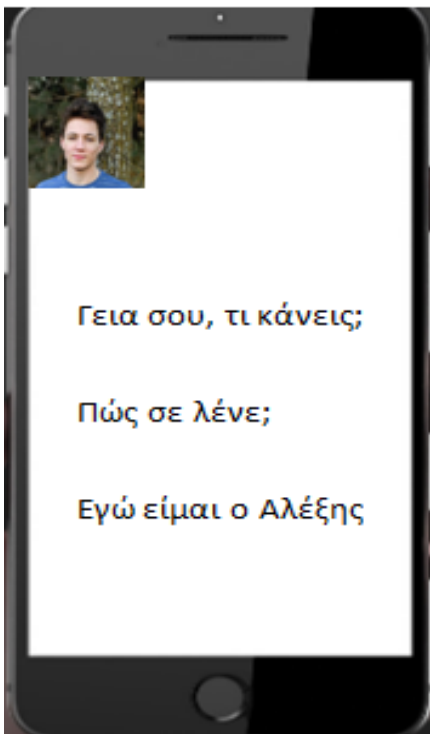 Γεια σου, τι κάνεις;
Πώς σε λένε;
Εγώ είμαι ο Αλέξης